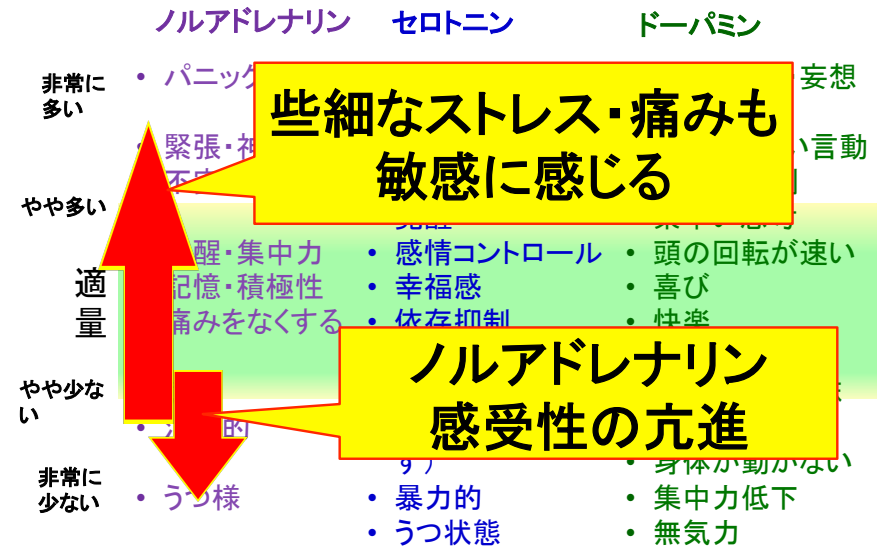 ノルアドレナリン
セロトニン
ドーパミン
非常に
多い
• パニック
妄想
些細なストレス・痛みも
敏感に感じる
• 緊張・神
い言動
やや多い
醒・集中力
• 感情コントロール
• 頭の回転が速い
適
量
記憶・積極性
• 幸福感
• 喜び
痛みをなくする
• 依存抑制
• 快楽
ノルアドレナリン
感受性の亢進
やや少な
い
的
す）
• 身体が動かない
非常に
少ない
• うつ様
• 暴力的
• 集中力低下
• うつ状態
• 無気力